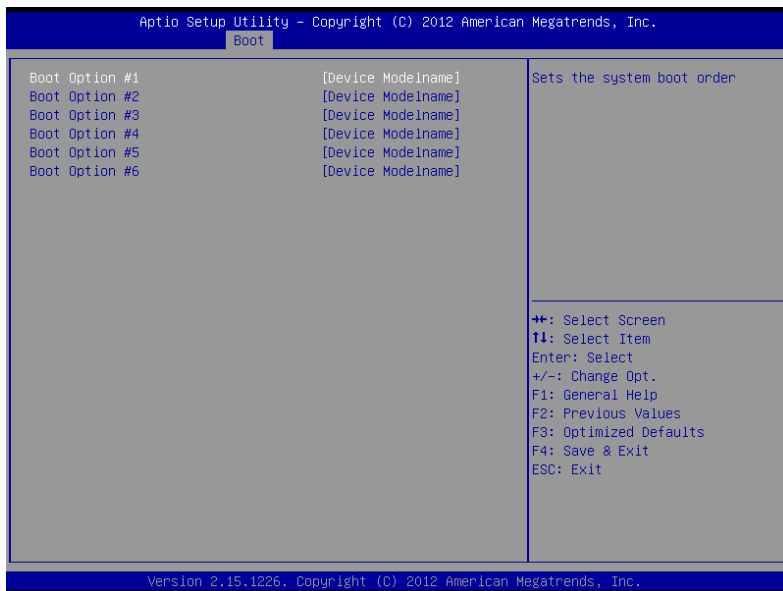 Aptio Setup Utility – Copyright (C) 2012 American Megatrends, Inc.
Boot
Boot Option #1 [Device Modelname]
Boot Option #2 [Device Modelname]
Boot Option #3 [Device Modelname]
Boot Option #4 [Device Modelname]
Boot Option #5 [Device Modelname]
Boot Option #6 [Device Modelname]
Sets the system boot order
→←: Select Screen
↑↓: Select Item
Enter: Select
+/-: Change Opt.
F1: General Help
F2: Previous Values
F3: Optimized Defaults
F4: Save & Exit
ESC: Exit
Version 2.15.1226. Copyright (C) 2012 American Megatrends, Inc.